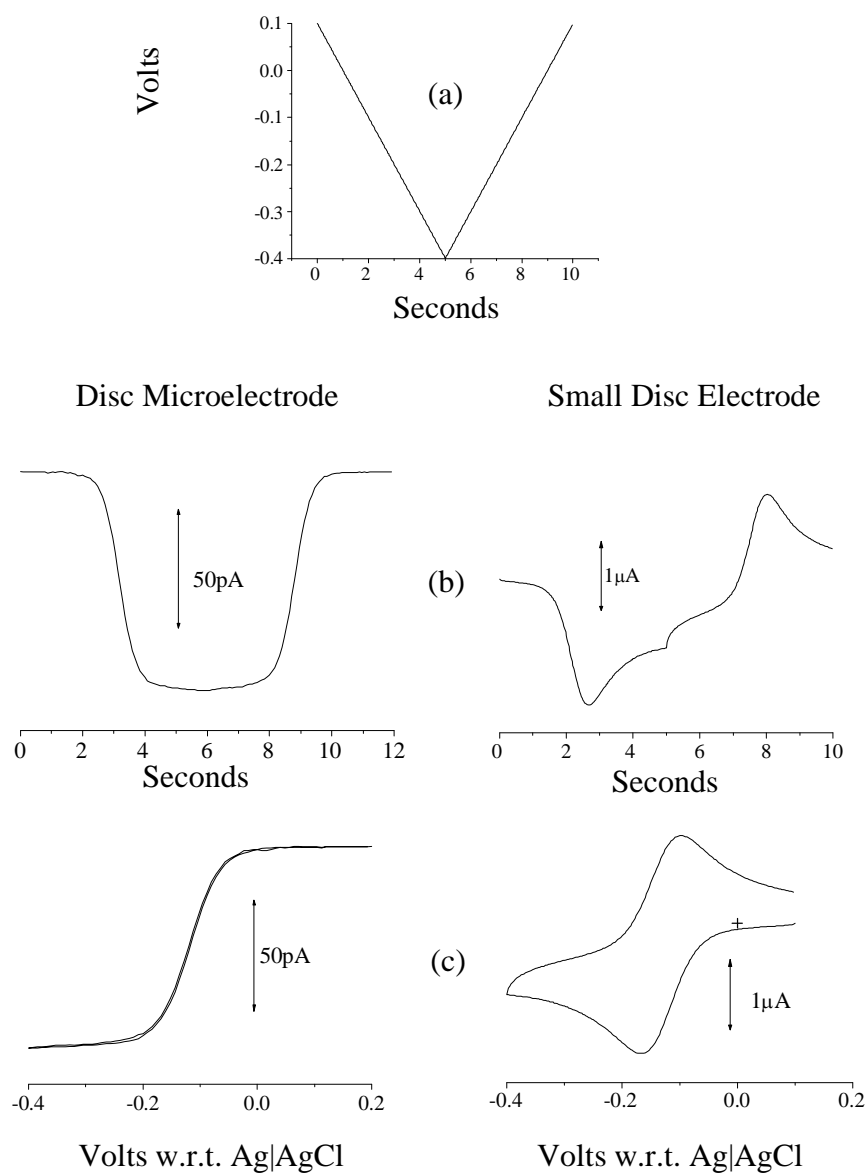 0.1
0.0
-0.1
-0.2
-0.3
-0.4
Volts
(a)
0 2 4 6 8 10
Seconds
Disc Microelectrode Small Disc Electrode
50pA
(b)
1μA
0 2 4 6 8 10 12
Seconds
0 2 4 6 8 10
Seconds
50pA
(c)
1μA
-0.4 -0.2 0.0 0.2
-0.4 -0.2 0.0 0.2
Volts w.r.t. Ag|AgCl Volts w.r.t. Ag|AgCl